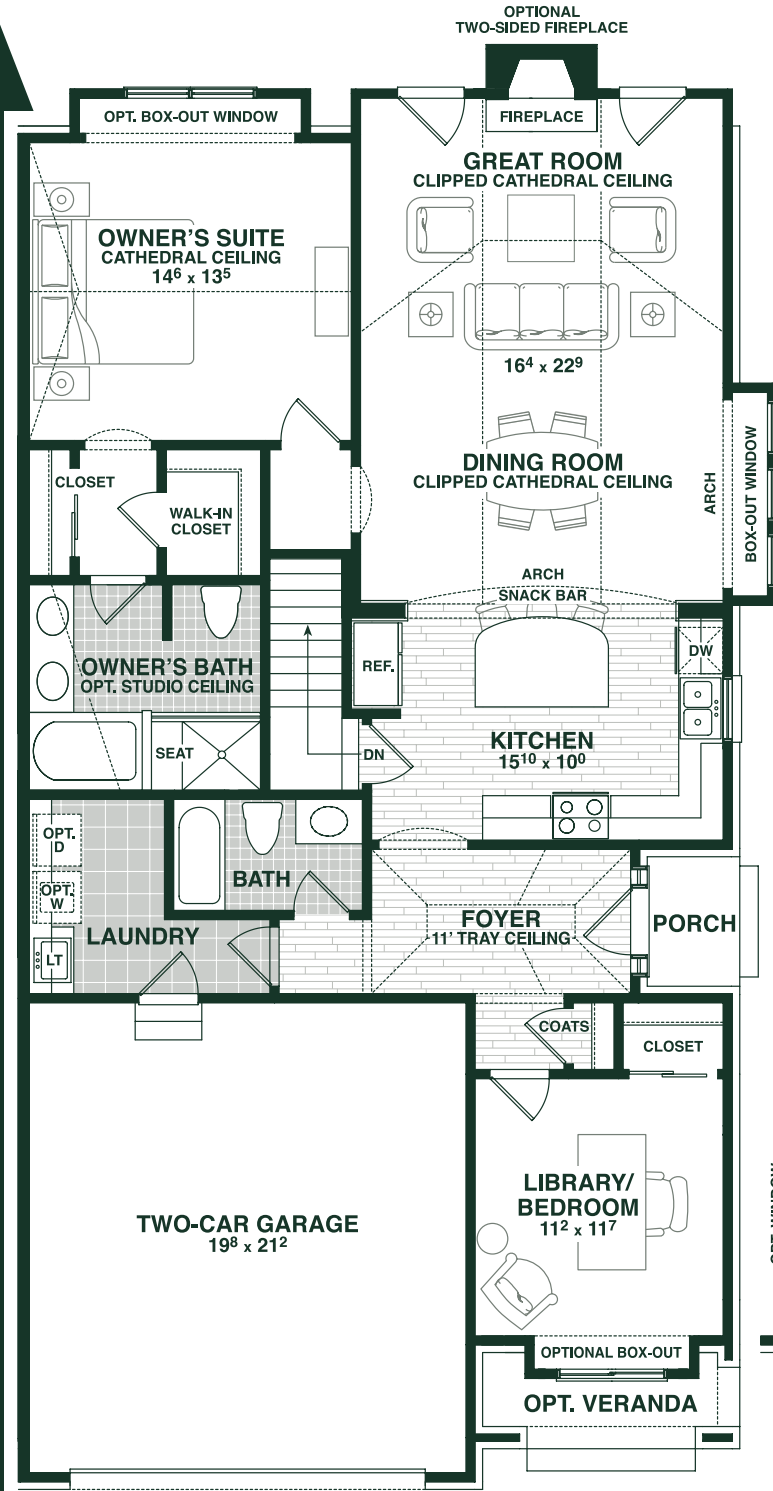 OPTIONAL
TWO-SIDED FIREPLACE
OPT. BOX-OUT WINDOW
FIREPLACE
GREAT ROOM
CLIPPED CATHEDRAL CEILING
OWNER'S SUITE
CATHEDRAL CEILING
14⁶ x 13⁵
16⁴ x 22⁹
DINING ROOM
CLIPPED CATHEDRAL CEILING
ARCH
BOX-OUT WINDOW
CLOSET
WALK-IN
CLOSET
ARCH
SNACK BAR
OWNER'S BATH
OPT. STUDIO CEILING
REF.
DW
SEAT
DN
KITCHEN
15¹⁰ x 10⁰
OPT.
D
OPT.
W
LT
BATH
LAUNDRY
FOYER
11' TRAY CEILING
PORCH
COATS
CLOSET
LIBRARY/
BEDROOM
11² x 11⁷
TWO-CAR GARAGE
19⁸ x 21²
OPTIONAL BOX-OUT
OPT. VERANDA